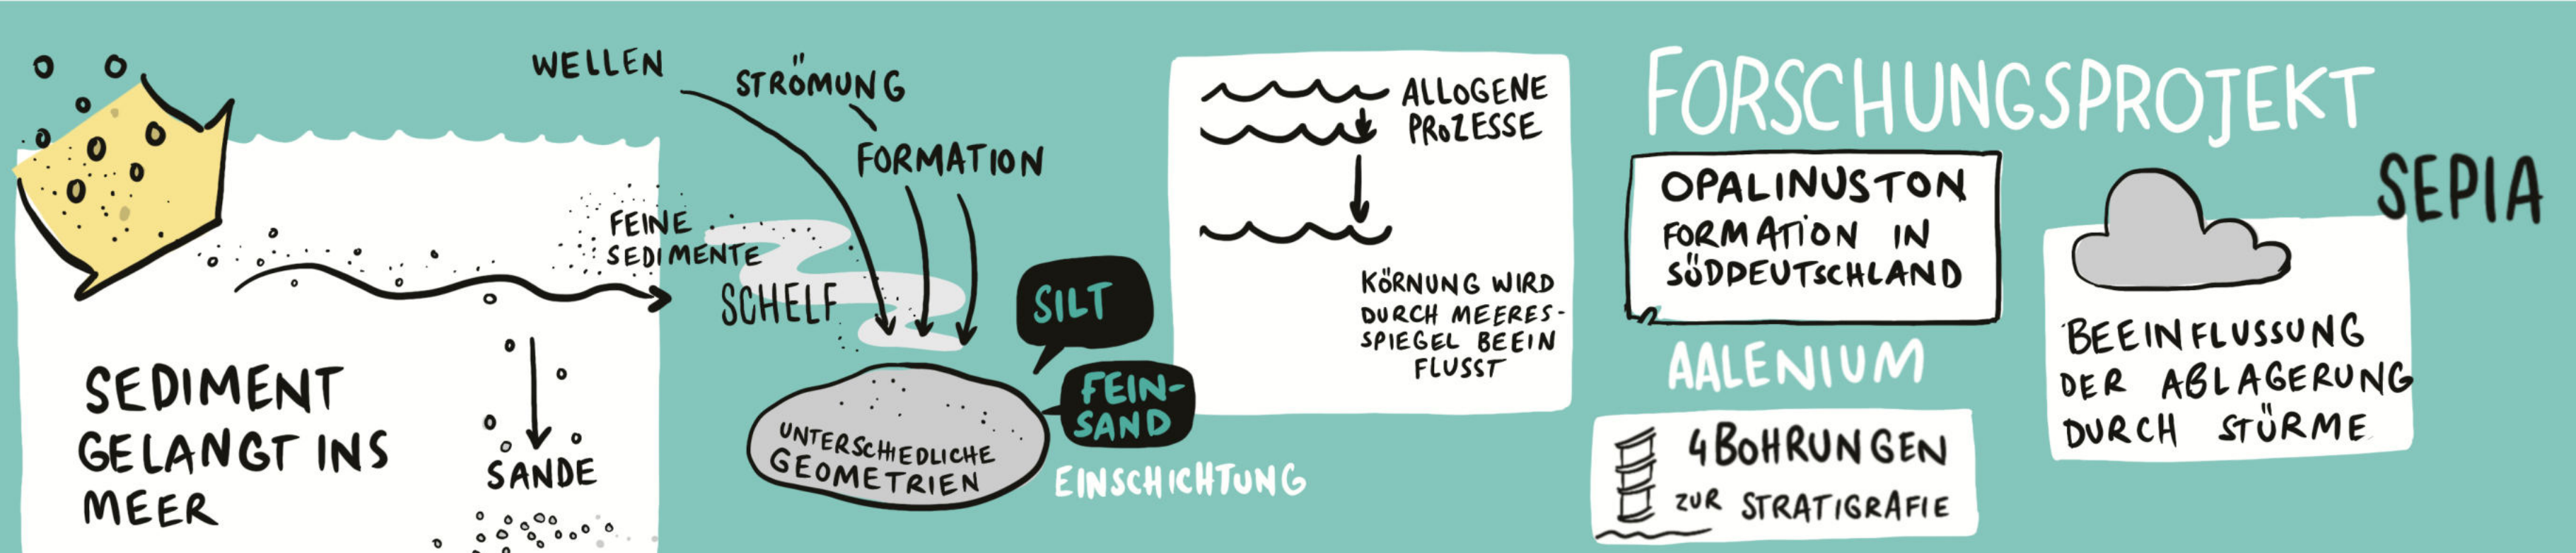 SEDIMENT
GELANGT INS
MEER
SANDE
FEINE
SEDIMENTE
SCHELF
WELLEN
STRÖMUNG
FORMATION
SILT
FEIN-
SAND
UNTERSCHIEDLICHE
GEOMETRIEN
EINSCHICHTUNG
ALLOGENE
PROZESSE
KÖRNUNG WIRD
DURCH MEERES-
SPIEGEL BEEIN
FLUSST
FORSCHUNGSPROJEKT
SEPIA
OPALINUSTON
FORMATION IN
SÜDDEUTSCHLAND
AALENIUM
4 BOHRUNGEN
ZUR STRATIGRAFIE
BEEINFLUSSUNG
DER ABLAGERUNG
DURCH STÜRME